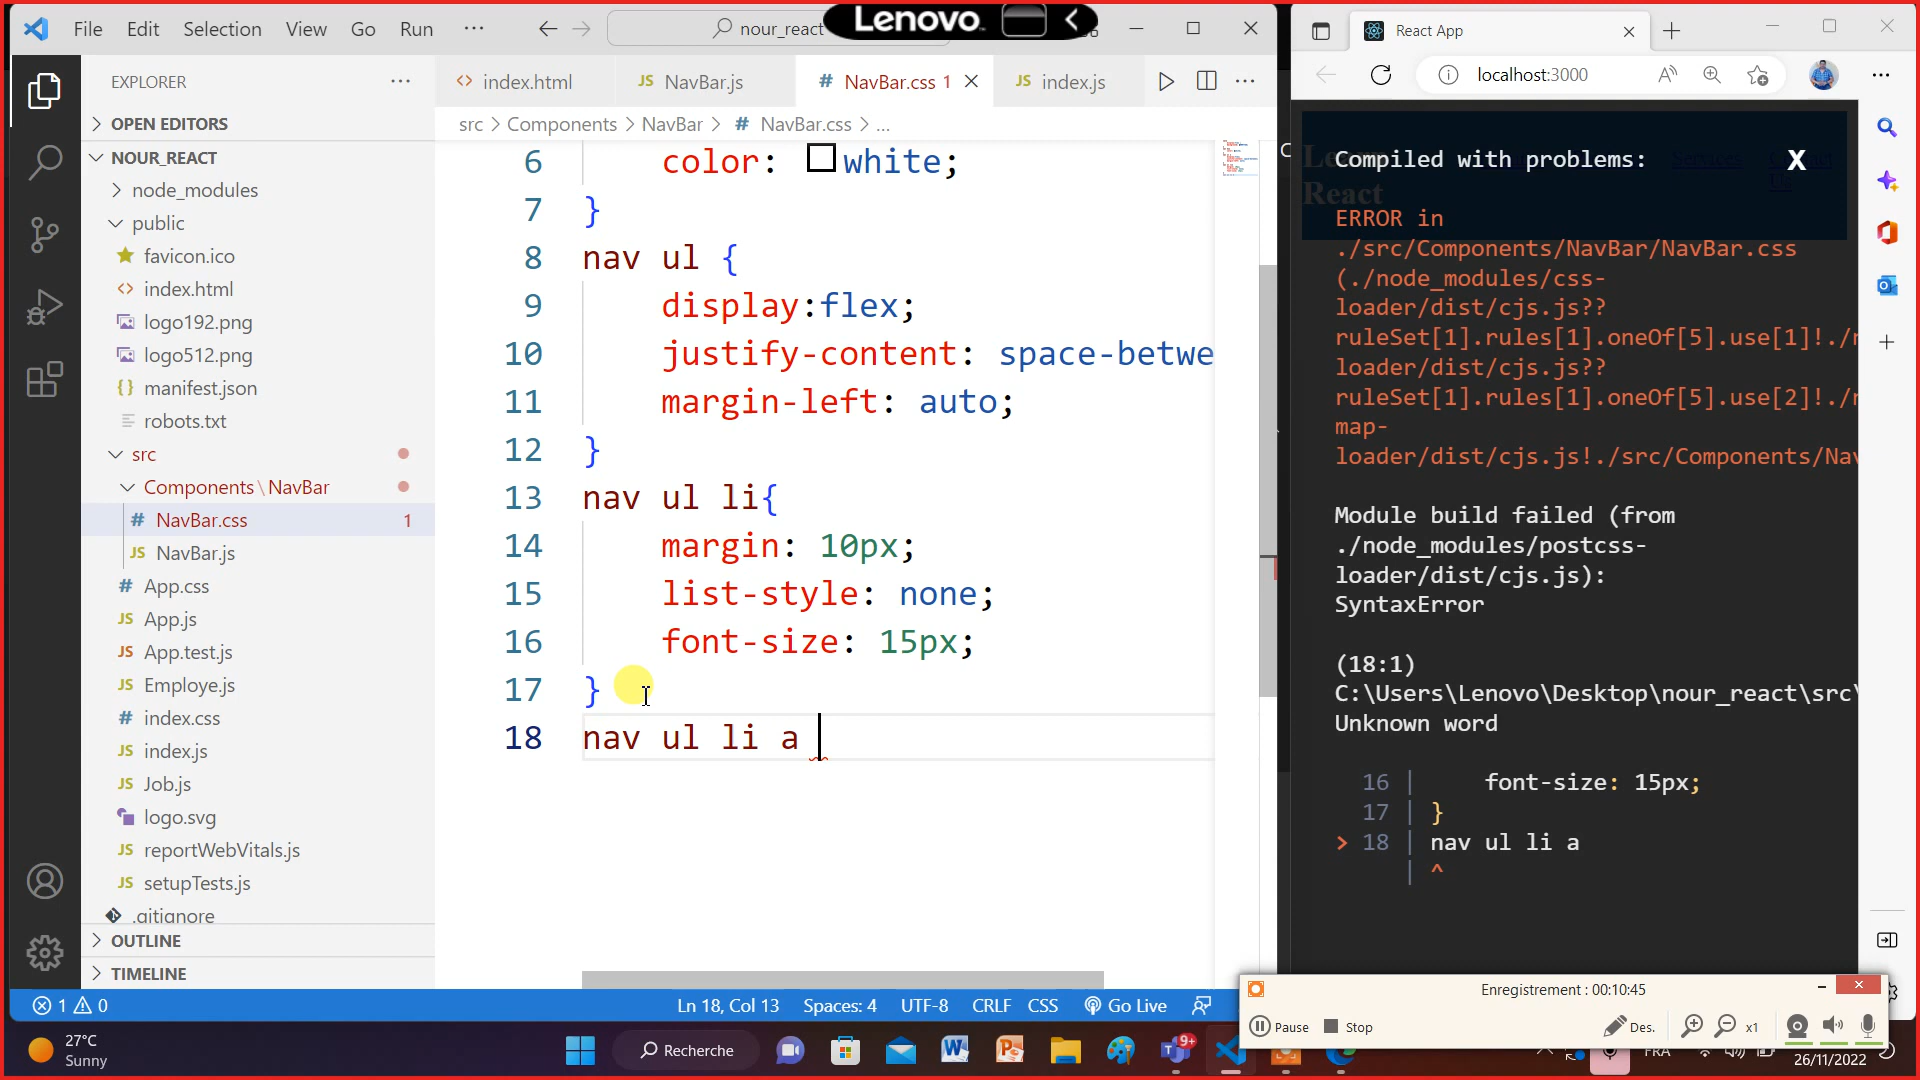 File Edit Selection View Go Run ...
nour_react
Lenovo.
EXPLORER
OPEN EDITORS
NOUR_REACT
node_modules
public
favicon.ico
index.html
logo192.png
logo512.png
manifest.json
robots.txt
src
Components\NavBar
NavBar.css 1
NavBar.js
App.css
App.js
App.test.js
Employe.js
index.css
index.js
Job.js
logo.svg
reportWebVitals.js
setupTests.js
.gitignore
OUTLINE
TIMELINE
index.html
NavBar.js
NavBar.css 1
index.js
src > Components > NavBar > # NavBar.css > ...
6 color: white;
7 }
8 nav ul {
9 display:flex;
10 justify-content: space-betwe
11 margin-left: auto;
12 }
13 nav ul li{
14 margin: 10px;
15 list-style: none;
16 font-size: 15px;
17 }
18 nav ul li a
1 0
Ln 18, Col 13 Spaces: 4 UTF-8 CRLF CSS Go Live
React App
localhost:3000
Learn
React
Services
Contact
Compiled with problems: X
ERROR in
./src/Components/NavBar/NavBar.css
(./node_modules/css-
loader/dist/cjs.js??
ruleSet[1].rules[1].oneOf[5].use[1]!./
loader/dist/cjs.js??
ruleSet[1].rules[1].oneOf[5].use[2]!./
map-
loader/dist/cjs.js!./src/Components/Na
Module build failed (from
./node_modules/postcss-
loader/dist/cjs.js):
SyntaxError
(18:1)
C:\Users\Lenovo\Desktop\nour_react\src\
Unknown word
16 | font-size: 15px;
17 | }
> 18 | nav ul li a
| ^
Enregistrement : 00:10:45
Pause Stop Des. x1
27°C
Sunny
Recherche
9+
FRA
26/11/2022